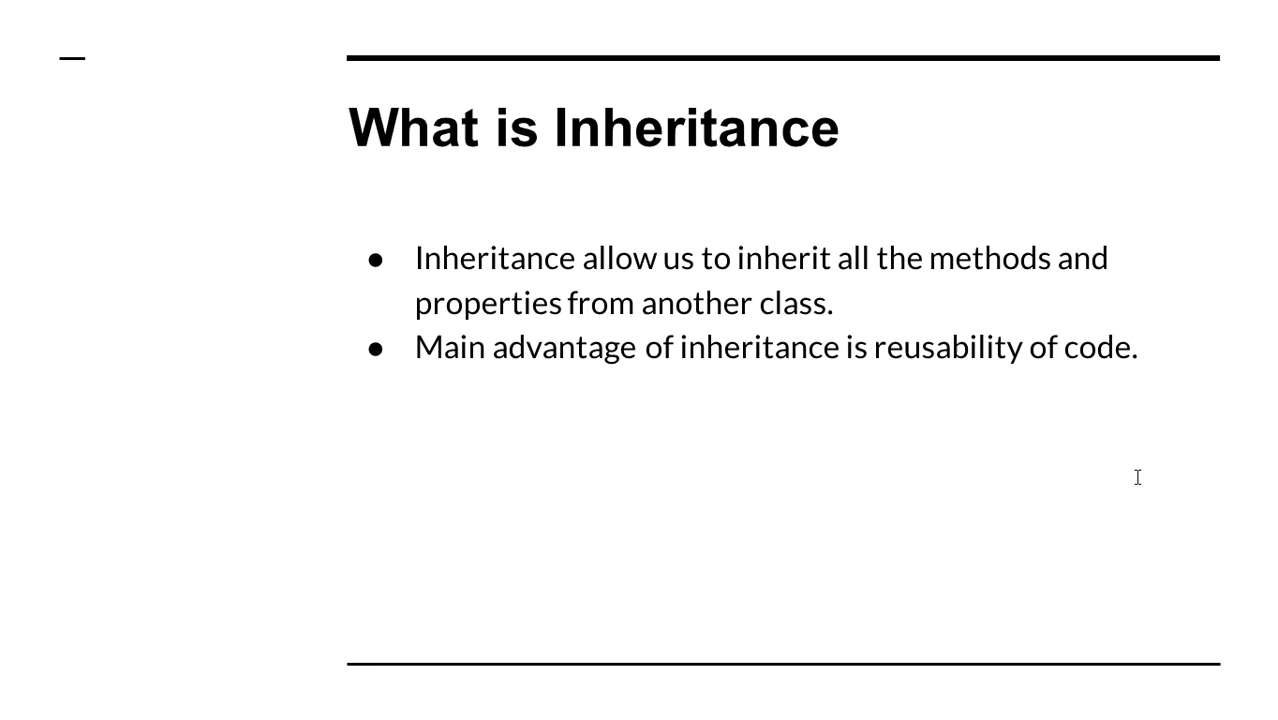 What is Inheritance
● Inheritance allow us to inherit all the methods and
properties from another class.
● Main advantage of inheritance is reusability of code.